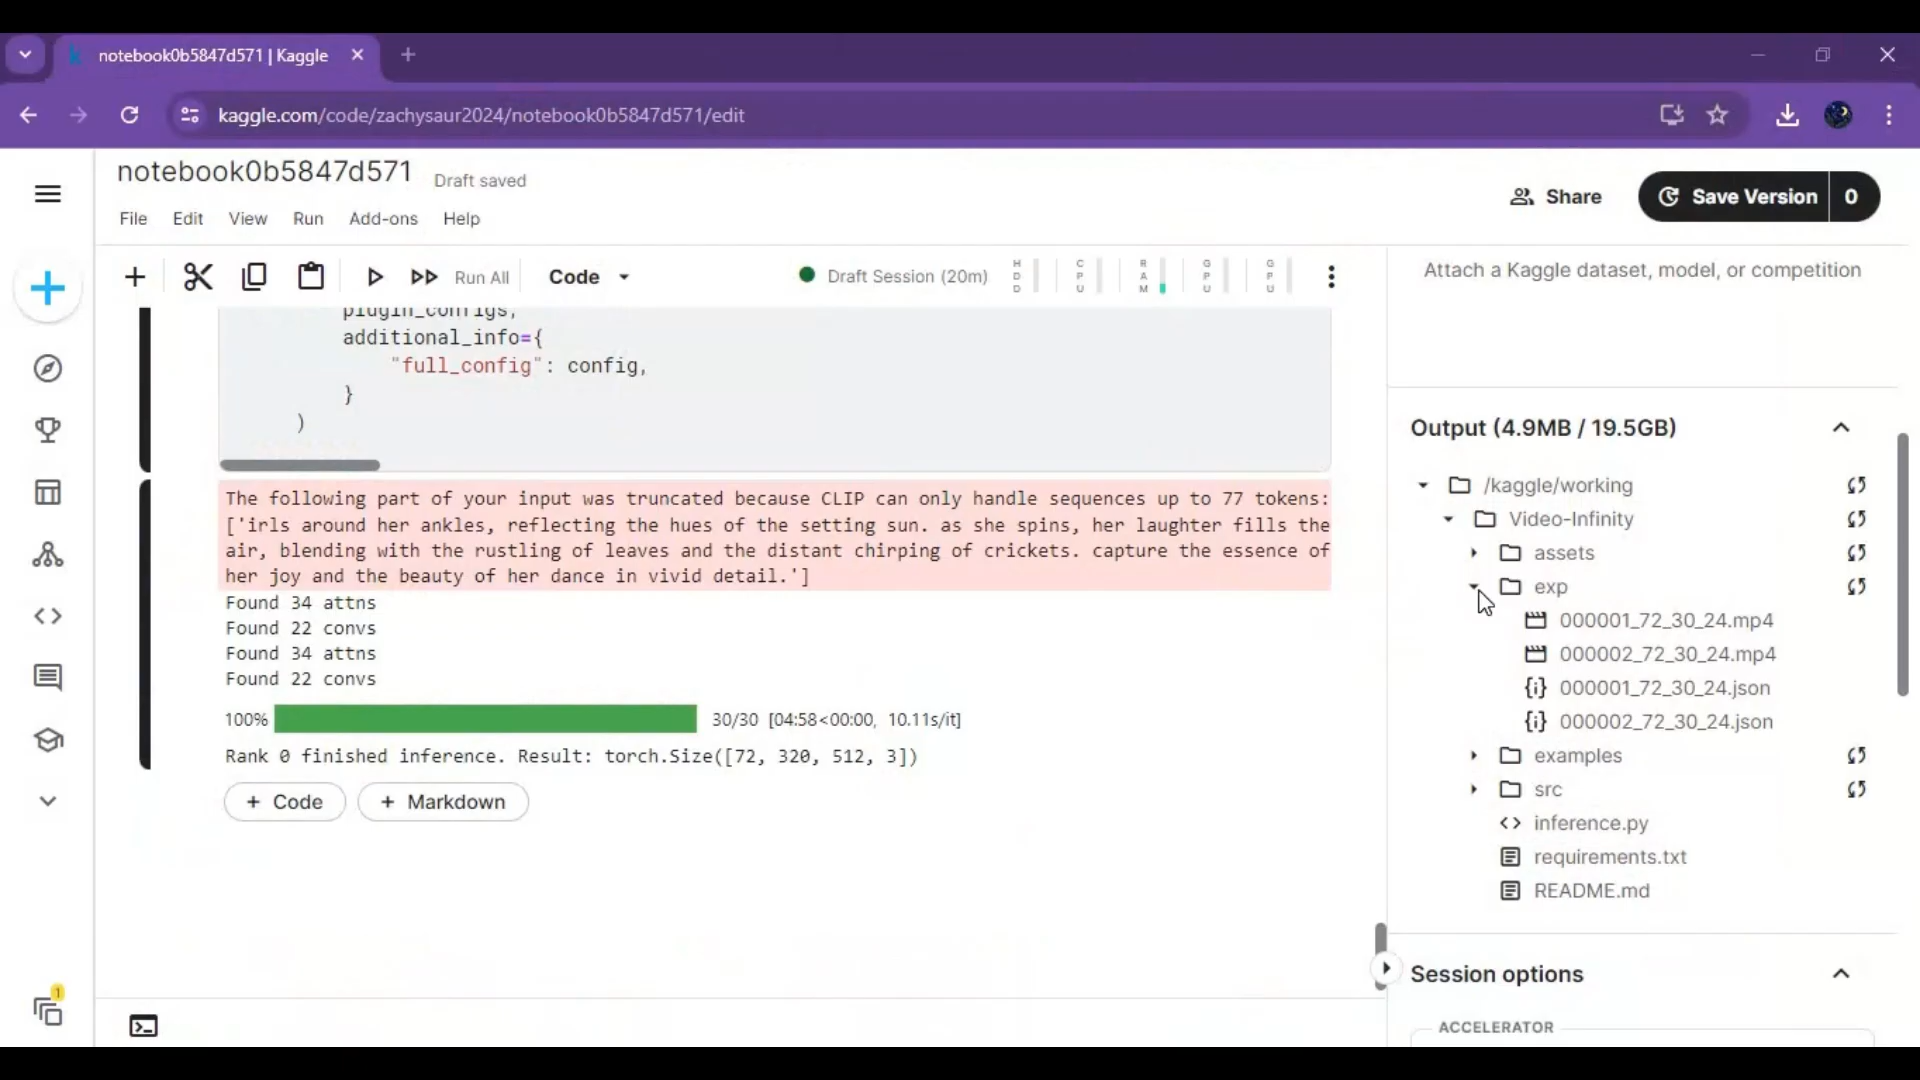 notebook0b5847d571 | Kaggle
kaggle.com/code/zachysaur2024/notebook0b5847d571/edit
notebook0b5847d571 Draft saved
Share
Save Version 0
File Edit View Run Add-ons Help
Run All Code
Draft Session (20m)
HDD
CPU
RAM
GPU
GPU
plugin_configs,
additional_info={
"full_config": config,
}
)
The following part of your input was truncated because CLIP can only handle sequences up to 77 tokens:
['irls around her ankles, reflecting the hues of the setting sun. as she spins, her laughter fills the
air, blending with the rustling of leaves and the distant chirping of crickets. capture the essence of
her joy and the beauty of her dance in vivid detail.']
Found 34 attns
Found 22 convs
Found 34 attns
Found 22 convs
100% 30/30 [04:58<00:00, 10.11s/it]
Rank 0 finished inference. Result: torch.Size([72, 320, 512, 3])
+ Code + Markdown
Attach a Kaggle dataset, model, or competition
Output (4.9MB / 19.5GB)
/kaggle/working
Video-Infinity
assets
exp
000001_72_30_24.mp4
000002_72_30_24.mp4
{i} 000001_72_30_24.json
{i} 000002_72_30_24.json
examples
src
<> inference.py
requirements.txt
README.md
Session options
ACCELERATOR
1